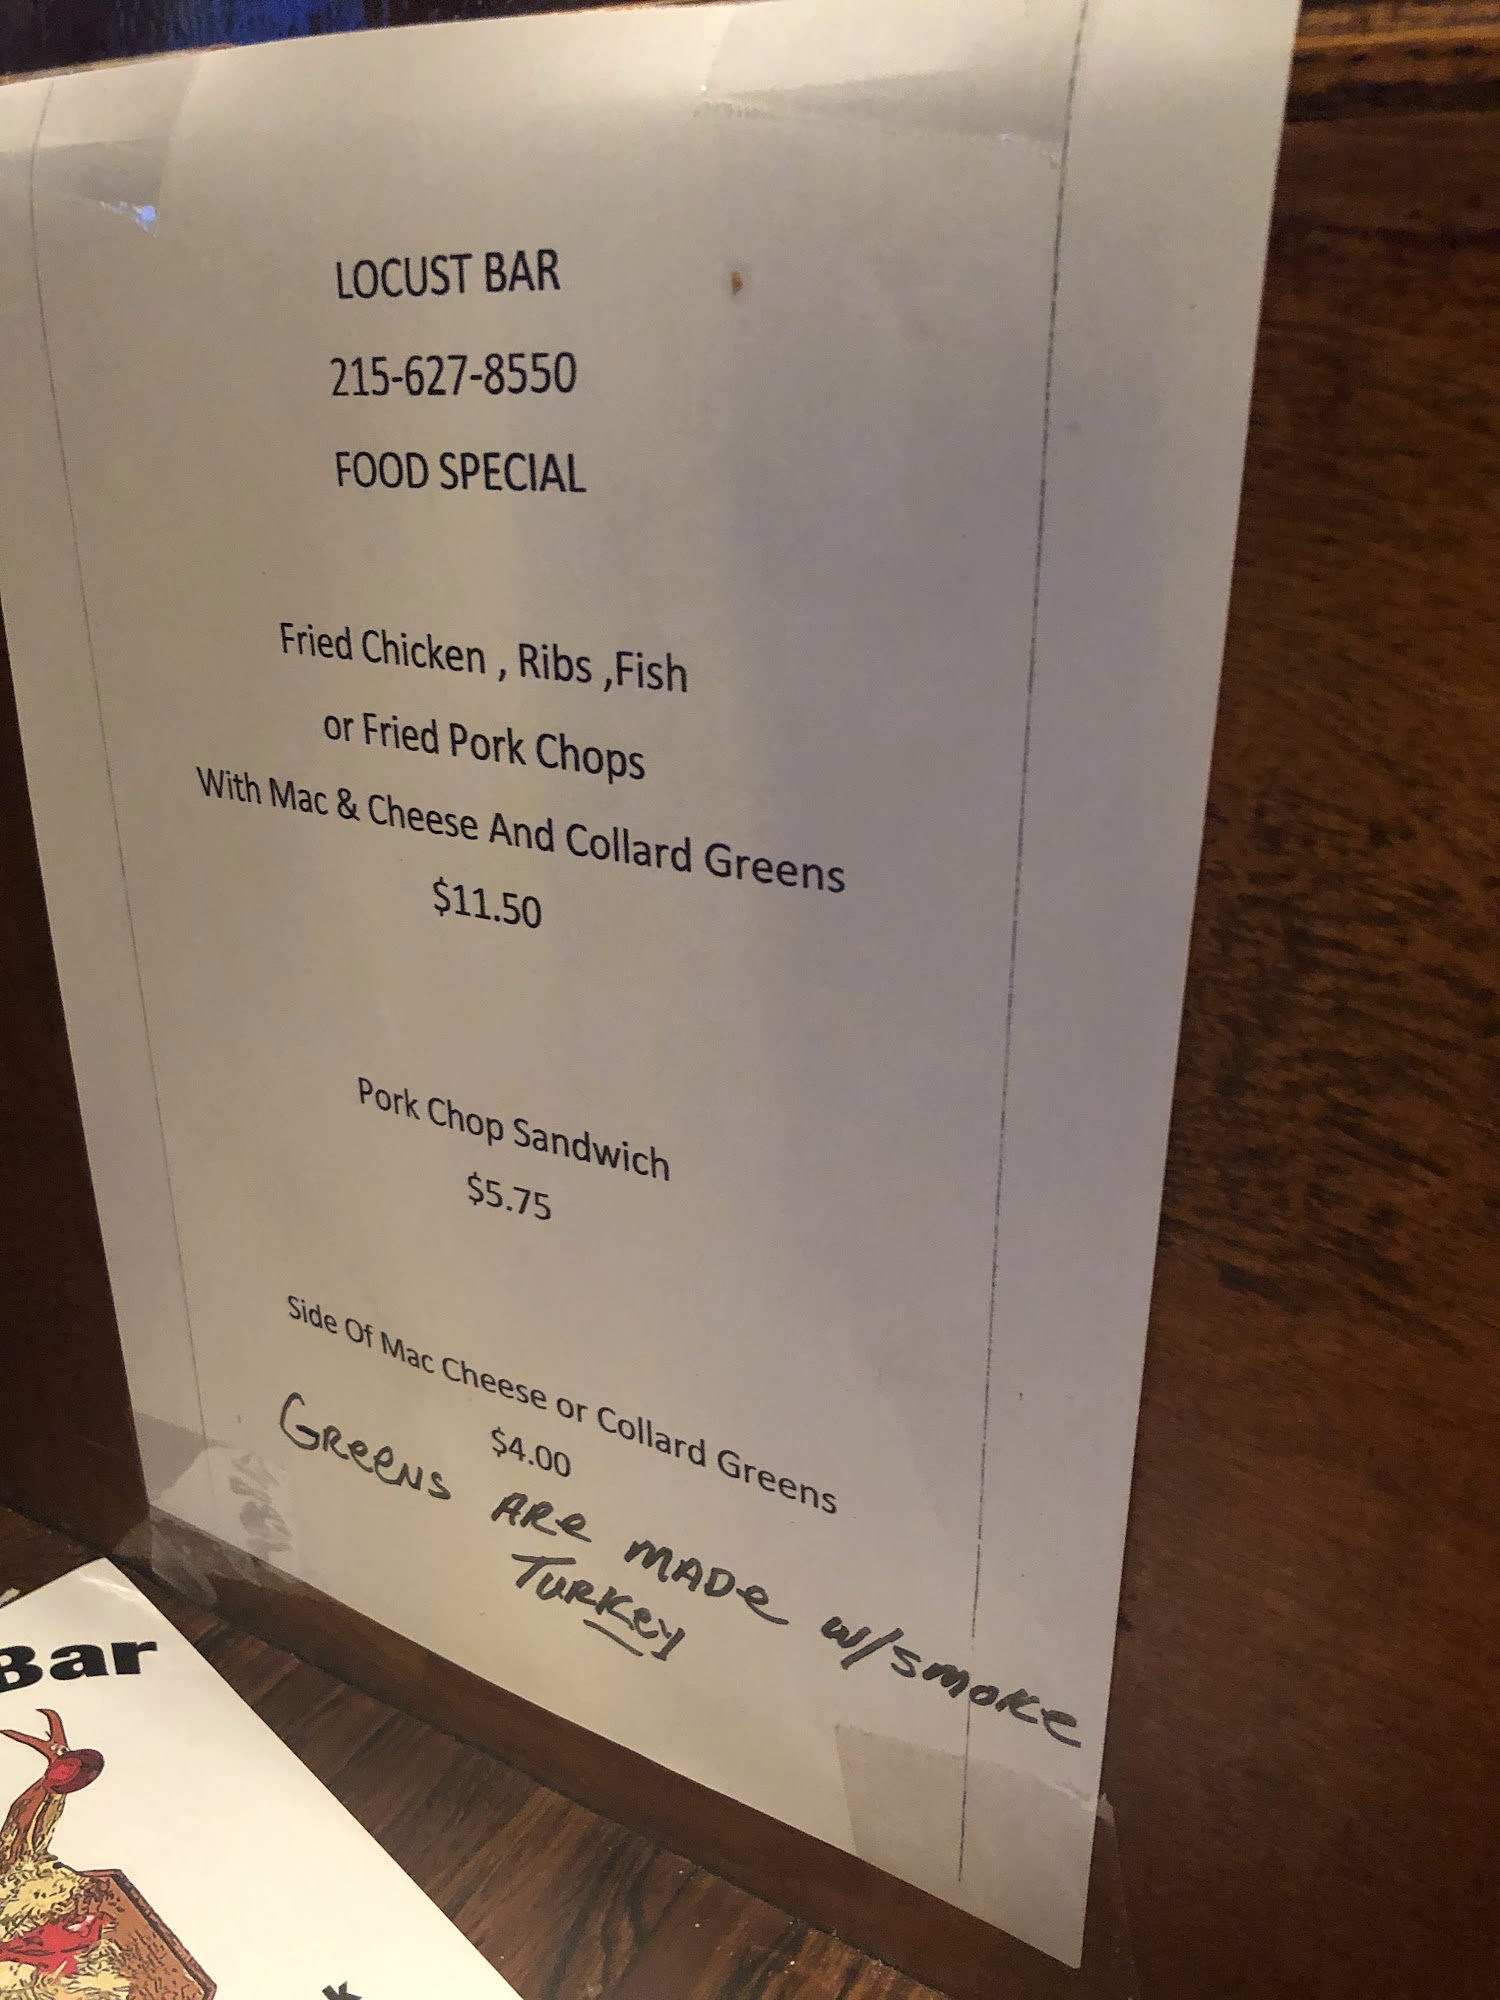 LOCUST BAR
215-627-8550
FOOD SPECIAL
Fried Chicken , Ribs ,Fish
or Fried Pork Chops
With Mac & Cheese And Collard Greens
$11.50
Pork Chop Sandwich
$5.75
Side Of Mac Cheese or Collard Greens
$4.00
GReeNS ARe MADe w/SMOKe
TURKey
Bar
k